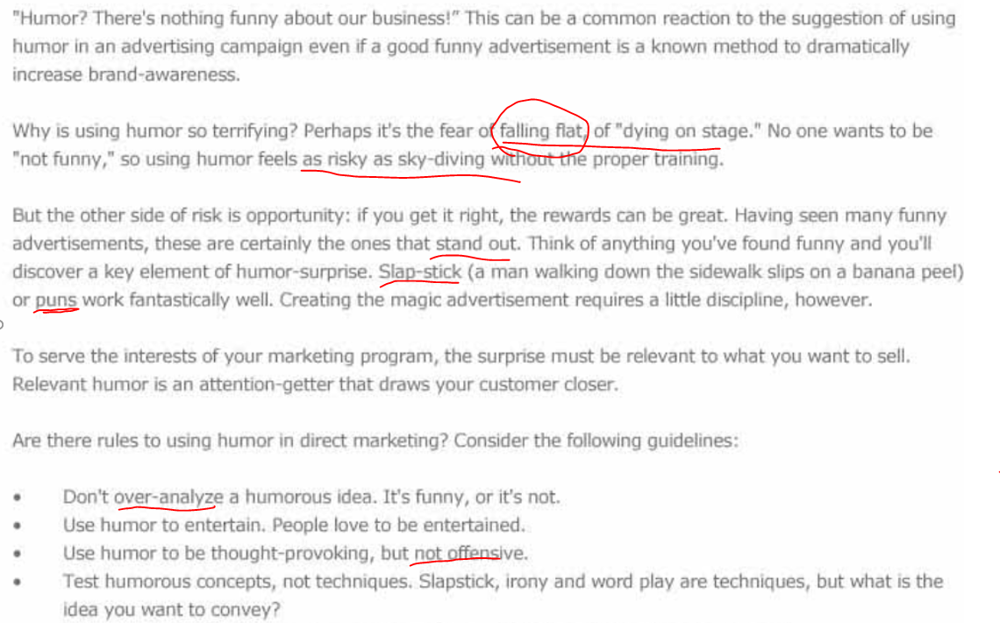 "Humor? There's nothing funny about our business!" This can be a common reaction to the suggestion of using
humor in an advertising campaign even if a good funny advertisement is a known method to dramatically
increase brand-awareness.
Why is using humor so terrifying? Perhaps it's the fear of falling flat, of "dying on stage." No one wants to be
"not funny," so using humor feels as risky as sky-diving without the proper training.
But the other side of risk is opportunity: if you get it right, the rewards can be great. Having seen many funny
advertisements, these are certainly the ones that stand out. Think of anything you've found funny and you'll
discover a key element of humor-surprise. Slap-stick (a man walking down the sidewalk slips on a banana peel)
or puns work fantastically well. Creating the magic advertisement requires a little discipline, however.
To serve the interests of your marketing program, the surprise must be relevant to what you want to sell.
Relevant humor is an attention-getter that draws your customer closer.
Are there rules to using humor in direct marketing? Consider the following guidelines:
• Don't over-analyze a humorous idea. It's funny, or it's not.
• Use humor to entertain. People love to be entertained.
• Use humor to be thought-provoking, but not offensive.
• Test humorous concepts, not techniques. Slapstick, irony and word play are techniques, but what is the
idea you want to convey?